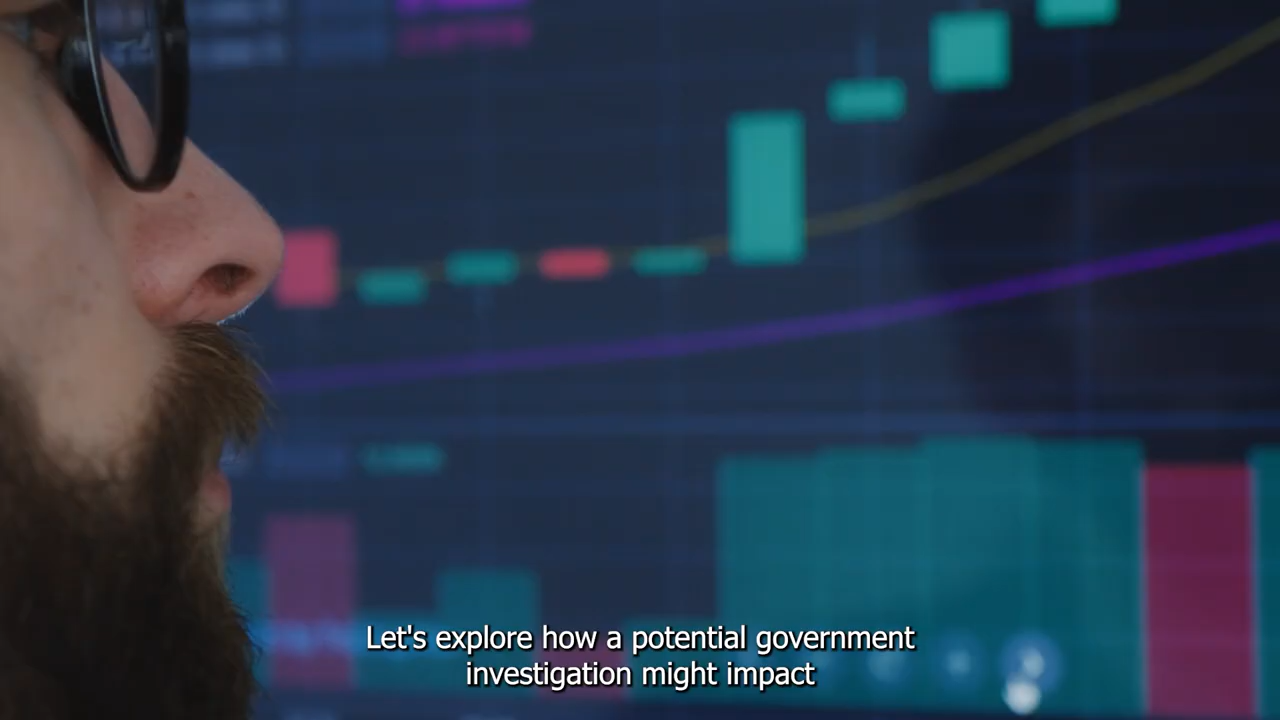 Let's explore how a potential government
investigation might impact